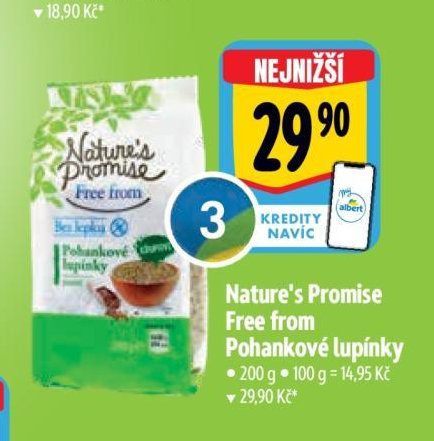 ▼ 18,90 Kč*
NEJNIŽŠÍ
29 90
Nature's
Promise
Free from
Bez lepku
Pohankové
lupínky
3
KREDITY
NAVÍC
můj
albert
Nature's Promise
Free from
Pohankové lupínky
• 200 g • 100 g = 14,95 Kč
▼ 29,90 Kč*